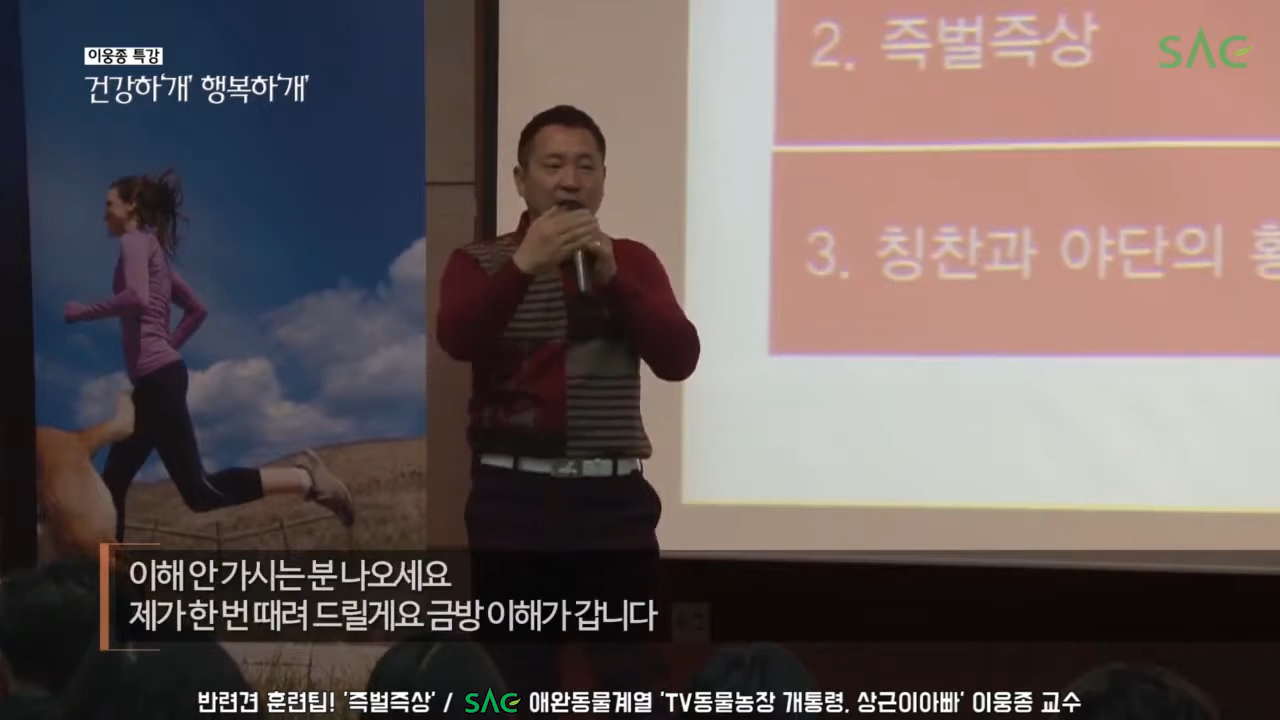 이웅종 특강
건강하'개' 행복하'개'
SAC
2. 즉벌즉상
3. 칭찬과 야단의 황
이해 안 가시는 분 나오세요
제가 한 번 때려 드릴게요 금방 이해가 갑니다
반련견 훈련팁! '즉벌즉상' / SAC 애완동물계열 'TV동물농장 개통령, 상근이아빠' 이웅종 교수